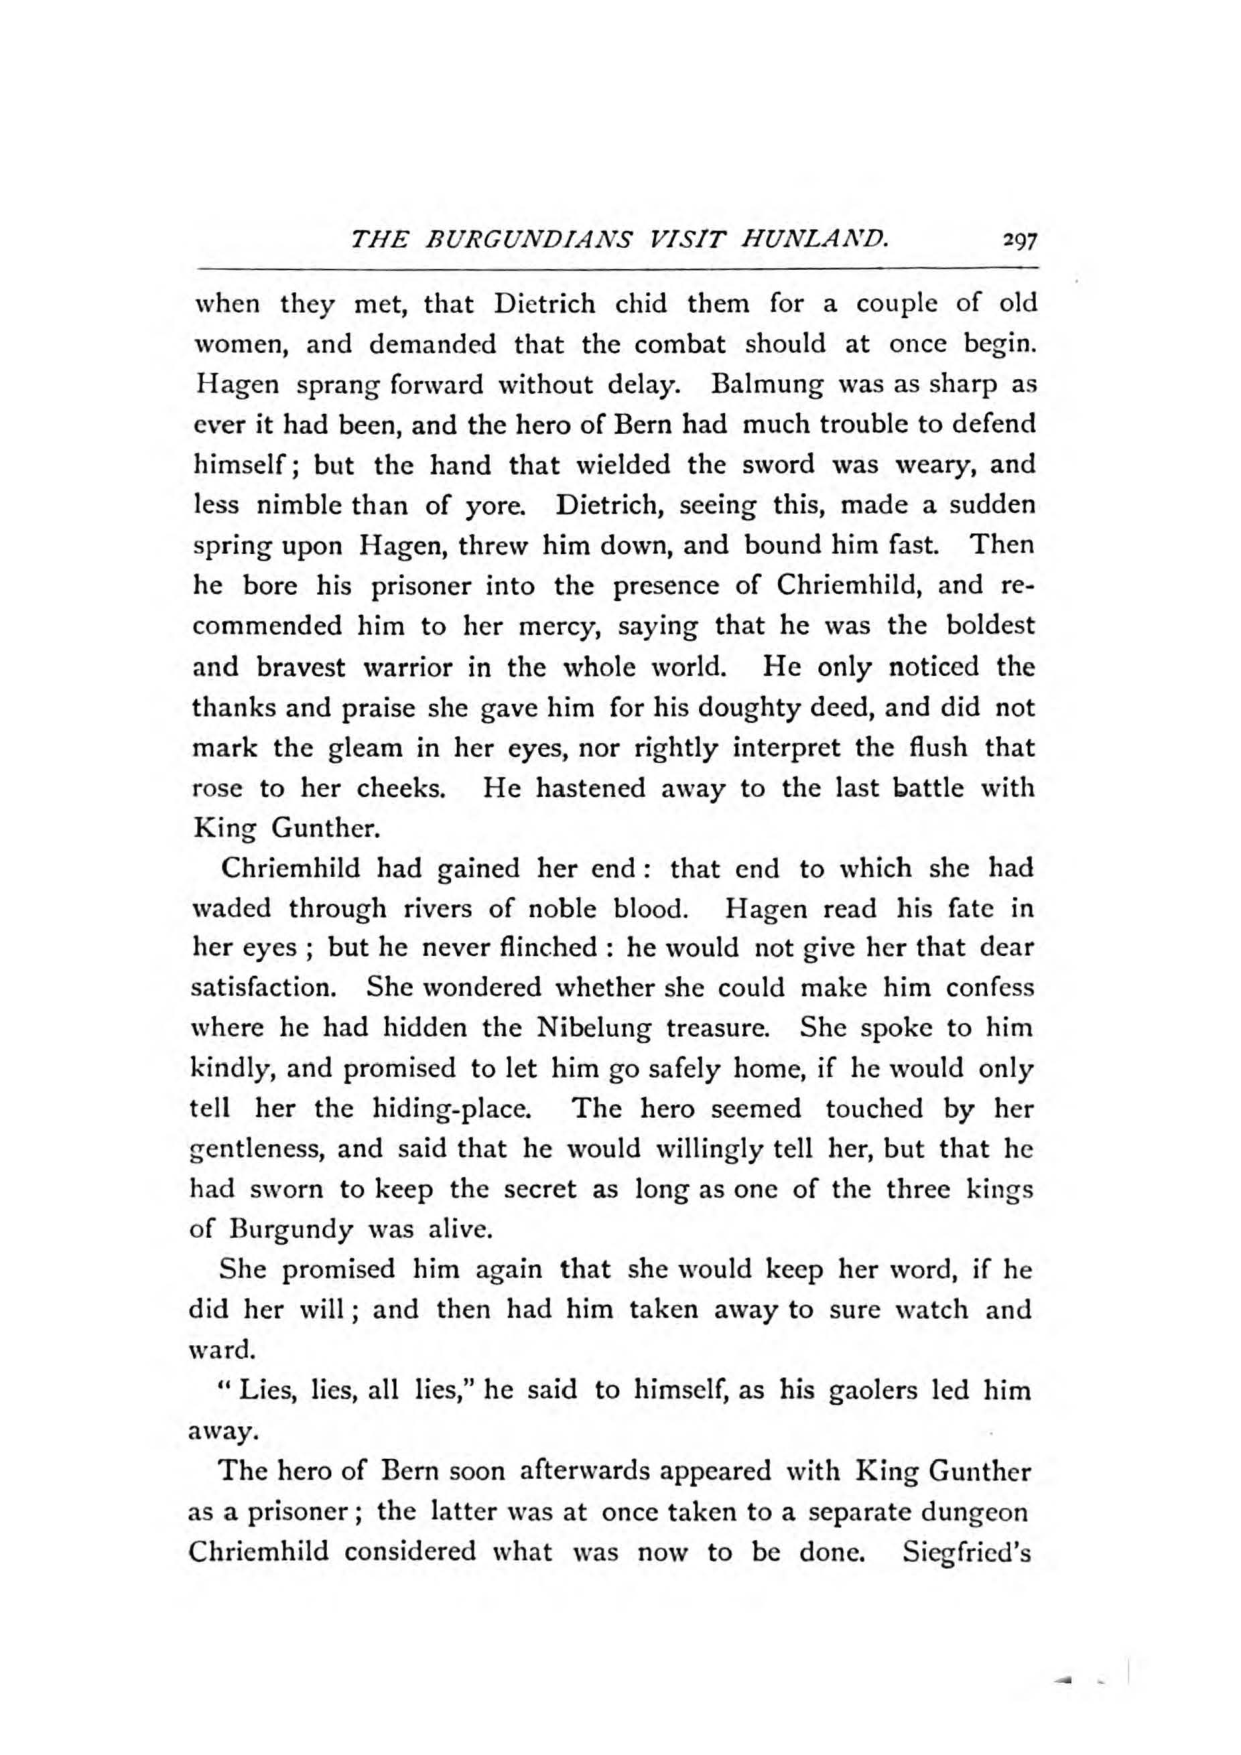 THE BURGUNDIANS VISIT HUNLAND. 297
when they met, that Dietrich chid them for a couple of old
women, and demanded that the combat should at once begin.
Hagen sprang forward without delay. Balmung was as sharp as
ever it had been, and the hero of Bern had much trouble to defend
himself; but the hand that wielded the sword was weary, and
less nimble than of yore. Dietrich, seeing this, made a sudden
spring upon Hagen, threw him down, and bound him fast. Then
he bore his prisoner into the presence of Chriemhild, and re-
commended him to her mercy, saying that he was the boldest
and bravest warrior in the whole world. He only noticed the
thanks and praise she gave him for his doughty deed, and did not
mark the gleam in her eyes, nor rightly interpret the flush that
rose to her cheeks. He hastened away to the last battle with
King Gunther.
Chriemhild had gained her end: that end to which she had
waded through rivers of noble blood. Hagen read his fate in
her eyes; but he never flinched: he would not give her that dear
satisfaction. She wondered whether she could make him confess
where he had hidden the Nibelung treasure. She spoke to him
kindly, and promised to let him go safely home, if he would only
tell her the hiding-place. The hero seemed touched by her
gentleness, and said that he would willingly tell her, but that he
had sworn to keep the secret as long as one of the three kings
of Burgundy was alive.
She promised him again that she would keep her word, if he
did her will; and then had him taken away to sure watch and
ward.
"Lies, lies, all lies," he said to himself, as his gaolers led him
away.
The hero of Bern soon afterwards appeared with King Gunther
as a prisoner; the latter was at once taken to a separate dungeon
Chriemhild considered what was now to be done. Siegfried's